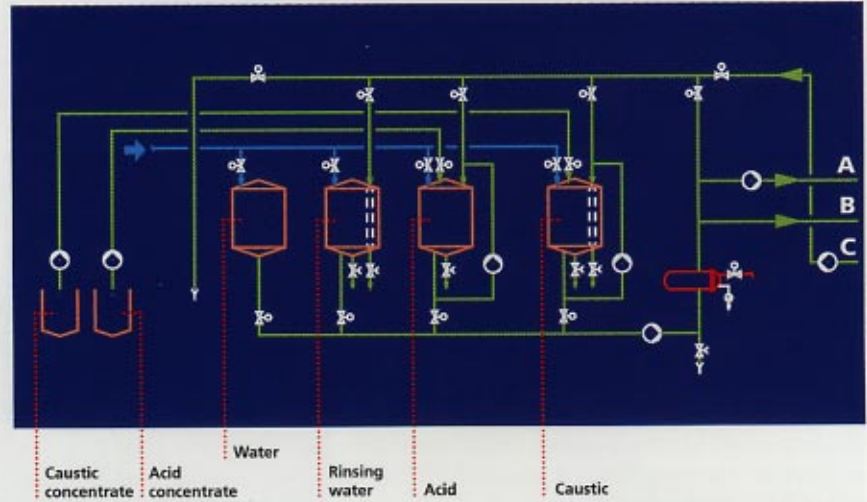 A
B
C
Water
Caustic
concentrate
Acid
concentrate
Rinsing
water
Acid
Caustic